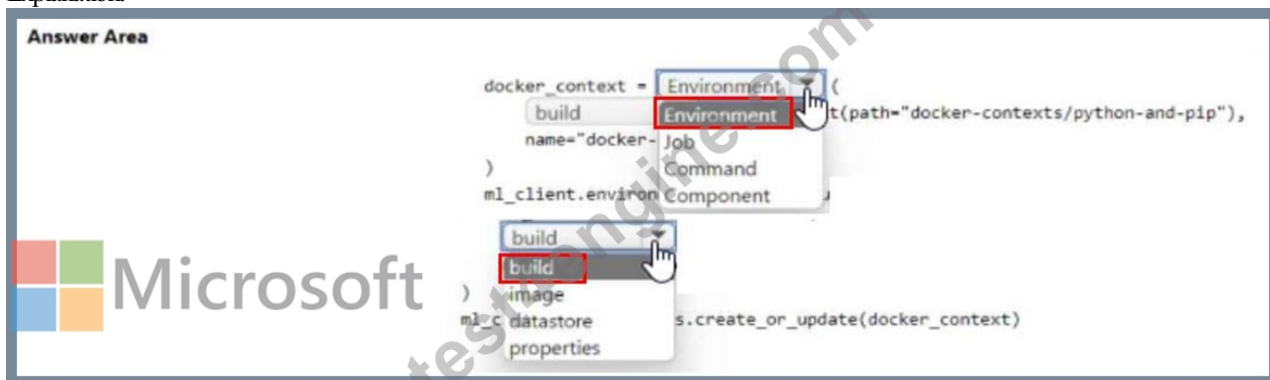 Answer Area
docker_context = Environment (
build Environment t(path="docker-contexts/python-and-pip"),
name="docker- Job
) Command
ml_client.environ Component
build
build
Microsoft ) image
ml_c datastore s.create_or_update(docker_context)
properties